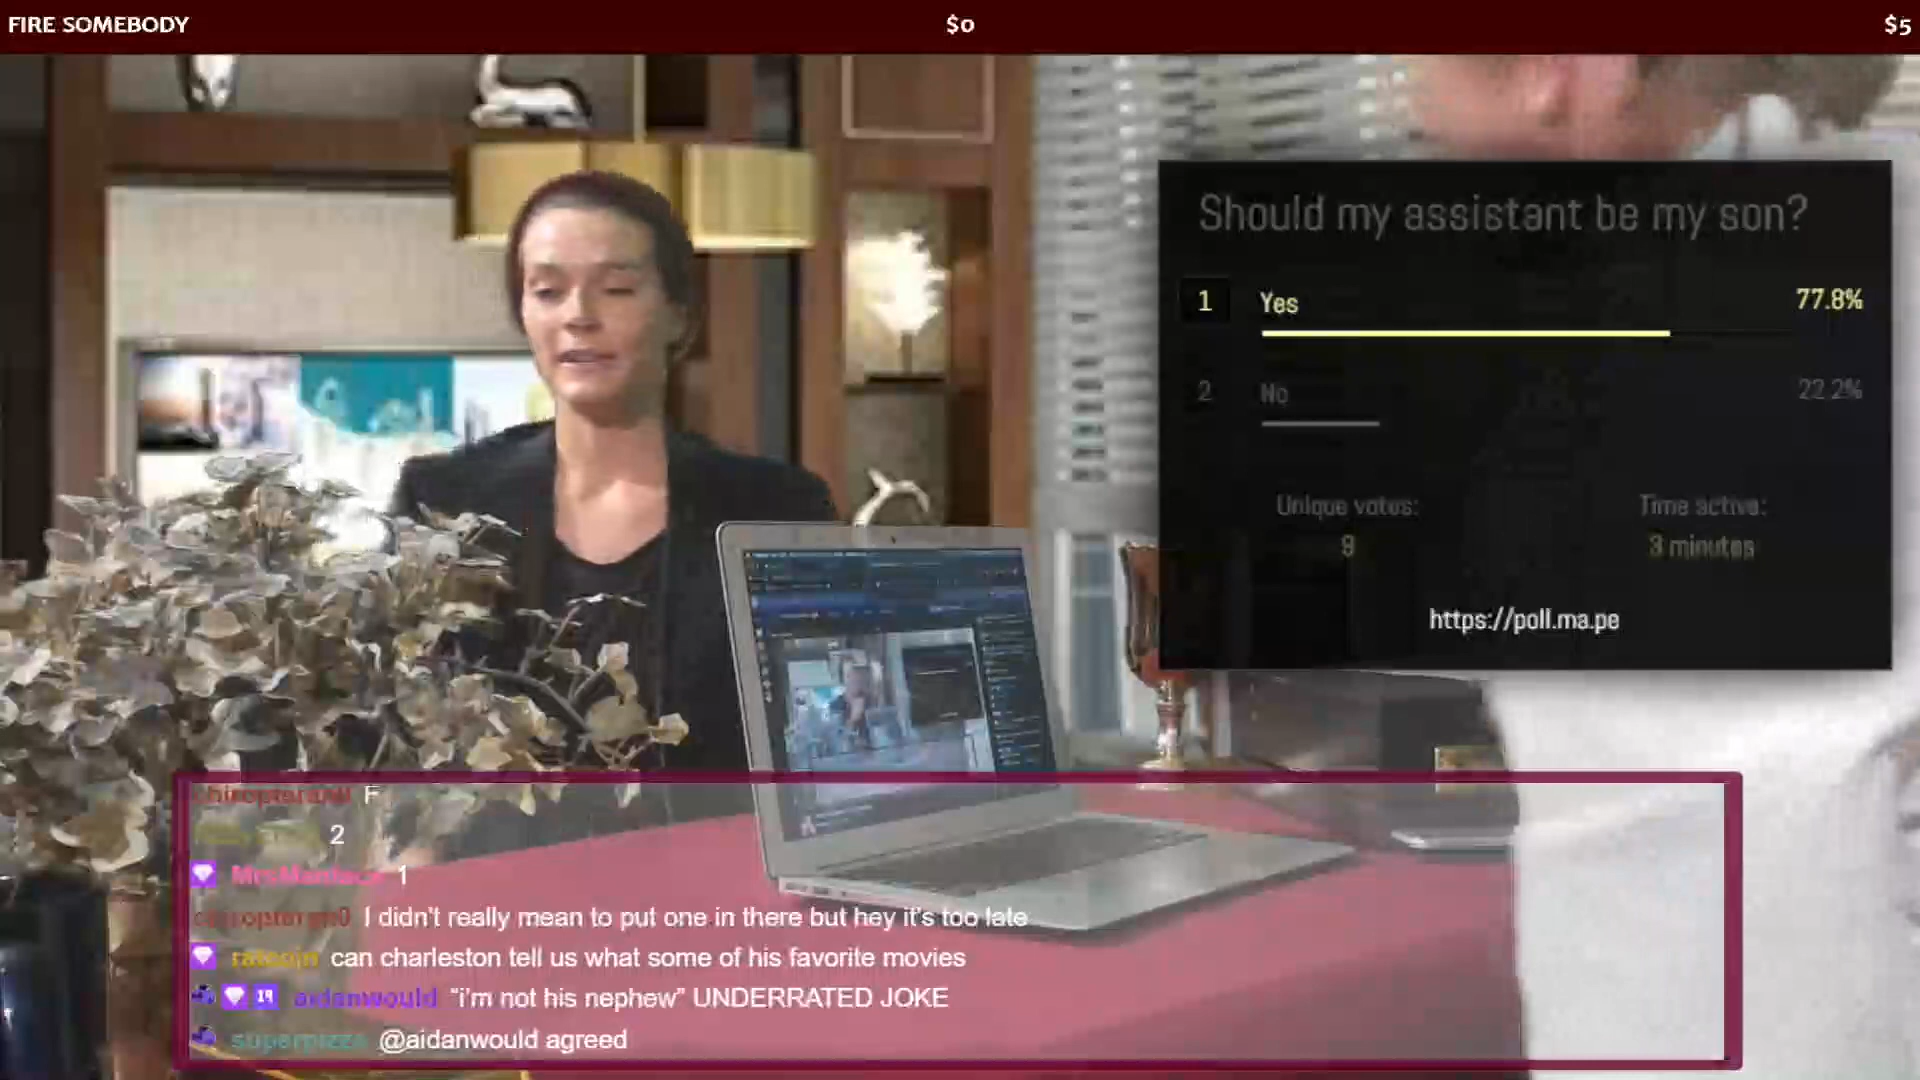 FIRE SOMEBODY $0 $5
Should my assistant be my son?
1 Yes 77.8%
2 No 22.2%
Unique votes: Time active:
9 3 minutes
https://poll.ma.pe
F
2
1
I didn't really mean to put one in there but hey it's too late
can charleston tell us what some of his favorite movies
19 aidanwould "i'm not his nephew" UNDERRATED JOKE
superpizza @aidanwould agreed